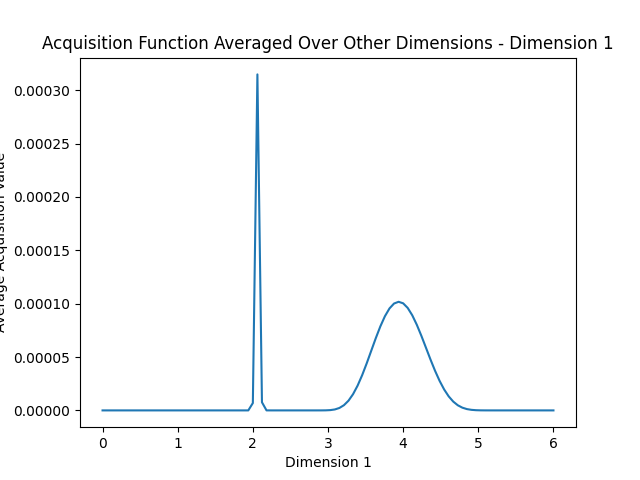 Acquisition Function Averaged Over Other Dimensions - Dimension 1
0.00030
0.00025
0.00020
0.00015
0.00010
0.00005
0.00000
Average Acquisition Value
0 1 2 3 4 5 6
Dimension 1